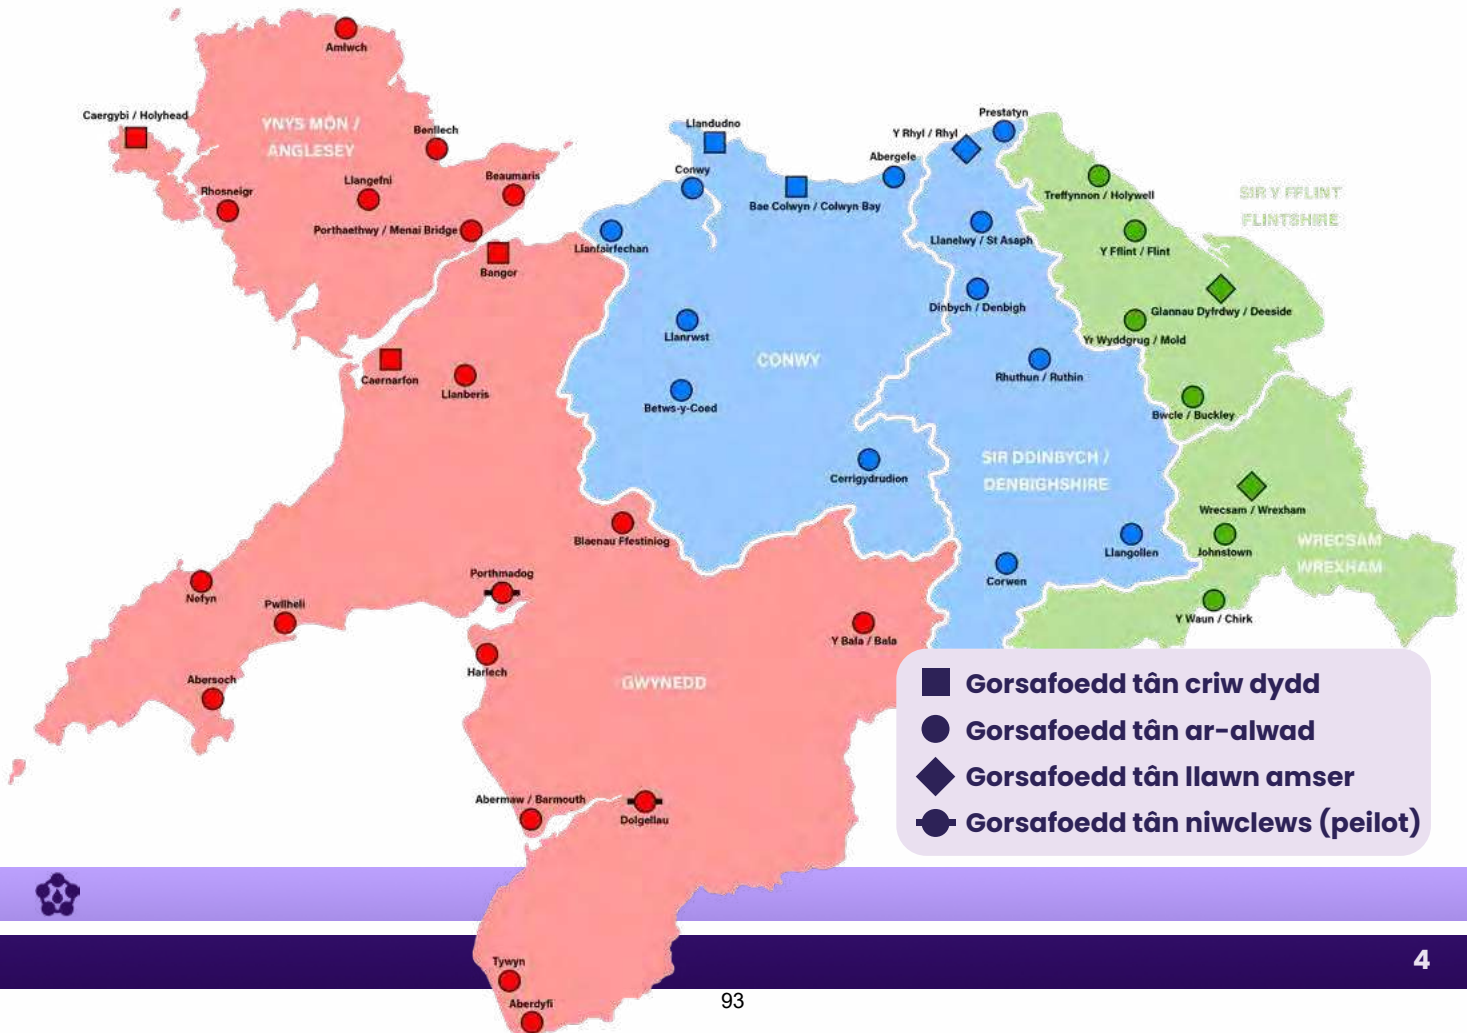 Amlwch
Caergybi / Holyhead
YNYS MÔN /
ANGLESEY
Benllech
Llangefni
Beaumaris
Rhosneigr
Porthaethwy / Menai Bridge
Bangor
Caernarfon
Llanberis
Llandudno
Conwy
Bae Colwyn / Colwyn Bay
Abergele
Y Rhyl / Rhyl
Prestatyn
Llanfairfechan
Llanelwy / St Asaph
Dinbych / Denbigh
Llanrwst
CONWY
Betws-y-Coed
Rhuthun / Ruthin
Cerrigydrudion
SIR DDINBYCH /
DENBIGHSHIRE
Llangollen
Corwen
Treffynnon / Holywell
SIR Y FFLINT
FLINTSHIRE
Y Fflint / Flint
Glannau Dyfrdwy / Deeside
Yr Wyddgrug / Mold
Bwcle / Buckley
Wrecsam / Wrexham
Johnstown
WRECSAM
WREXHAM
Y Waun / Chirk
Blaenau Ffestiniog
Porthmadog
Nefyn
Pwllheli
Abersoch
Harlech
Y Bala / Bala
GWYNEDD
Abermaw / Barmouth
Dolgellau
Tywyn
Aberdyfi
Gorsafoedd tân criw dydd
Gorsafoedd tân ar-alwad
Gorsafoedd tân llawn amser
Gorsafoedd tân niwclews (peilot)
4
93